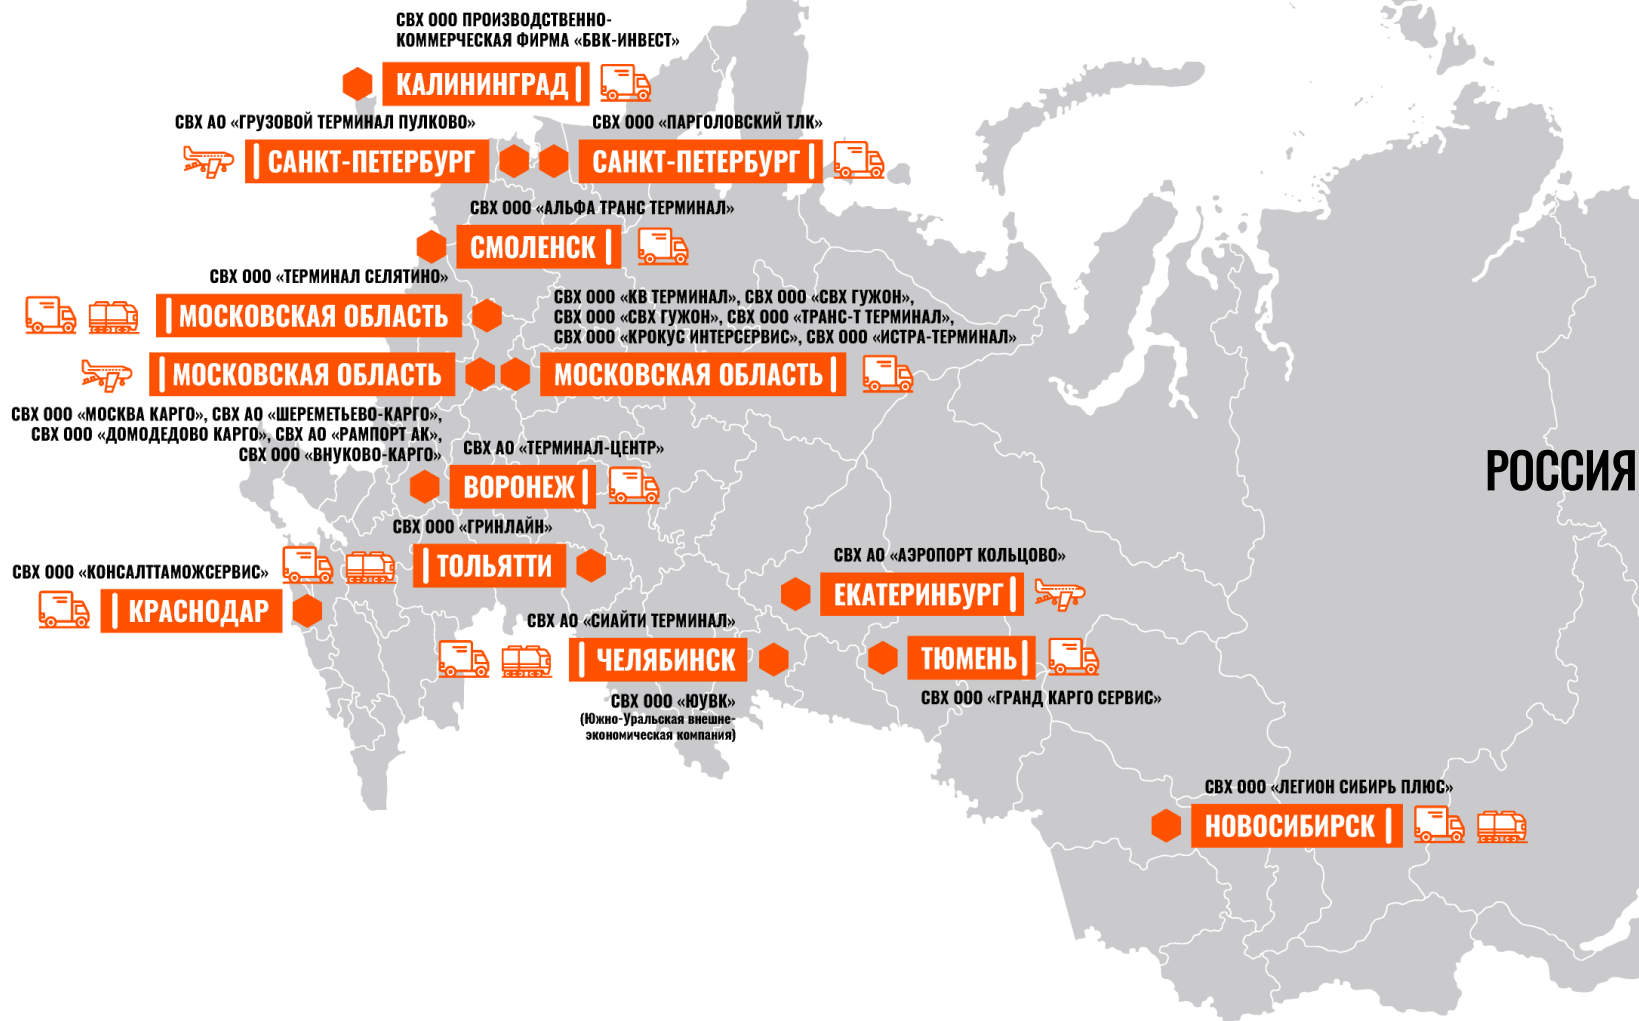 СВХ ООО ПРОИЗВОДСТВЕННО-
КОММЕРЧЕСКАЯ ФИРМА «БВК-ИНВЕСТ»
КАЛИНИНГРАД
СВХ АО «ГРУЗОВОЙ ТЕРМИНАЛ ПУЛКОВО»
САНКТ-ПЕТЕРБУРГ
СВХ ООО «ПАРГОЛОВСКИЙ ТЛК»
САНКТ-ПЕТЕРБУРГ
СВХ ООО «АЛЬФА ТРАНС ТЕРМИНАЛ»
СМОЛЕНСК
СВХ ООО «ТЕРМИНАЛ СЕЛЯТИНО»
МОСКОВСКАЯ ОБЛАСТЬ
СВХ ООО «КВ ТЕРМИНАЛ», СВХ ООО «СВХ ГУЖОН»,
СВХ ООО «СВХ ГУЖОН», СВХ ООО «ТРАНС-Т ТЕРМИНАЛ»,
СВХ ООО «КРОКУС ИНТЕРСЕРВИС», СВХ ООО «ИСТРА-ТЕРМИНАЛ»
МОСКОВСКАЯ ОБЛАСТЬ
МОСКОВСКАЯ ОБЛАСТЬ
СВХ ООО «МОСКВА КАРГО», СВХ АО «ШЕРЕМЕТЬЕВО-КАРГО»,
СВХ ООО «ДОМОДЕДОВО КАРГО», СВХ АО «РАМПОРТ АК»,
СВХ ООО «ВНУКОВО-КАРГО»
СВХ АО «ТЕРМИНАЛ-ЦЕНТР»
ВОРОНЕЖ
РОССИЯ
СВХ ООО «ГРИНЛАЙН»
ТОЛЬЯТТИ
СВХ ООО «КОНСАЛТТАМОЖСЕРВИС»
КРАСНОДАР
СВХ АО «АЭРОПОРТ КОЛЬЦОВО»
ЕКАТЕРИНБУРГ
СВХ АО «СИАЙТИ ТЕРМИНАЛ»
ЧЕЛЯБИНСК
СВХ ООО «ЮУВК»
(Южно-Уральская внешне-
экономическая компания)
ТЮМЕНЬ
СВХ ООО «ГРАНД КАРГО СЕРВИС»
СВХ ООО «ЛЕГИОН СИБИРЬ ПЛЮС»
НОВОСИБИРСК